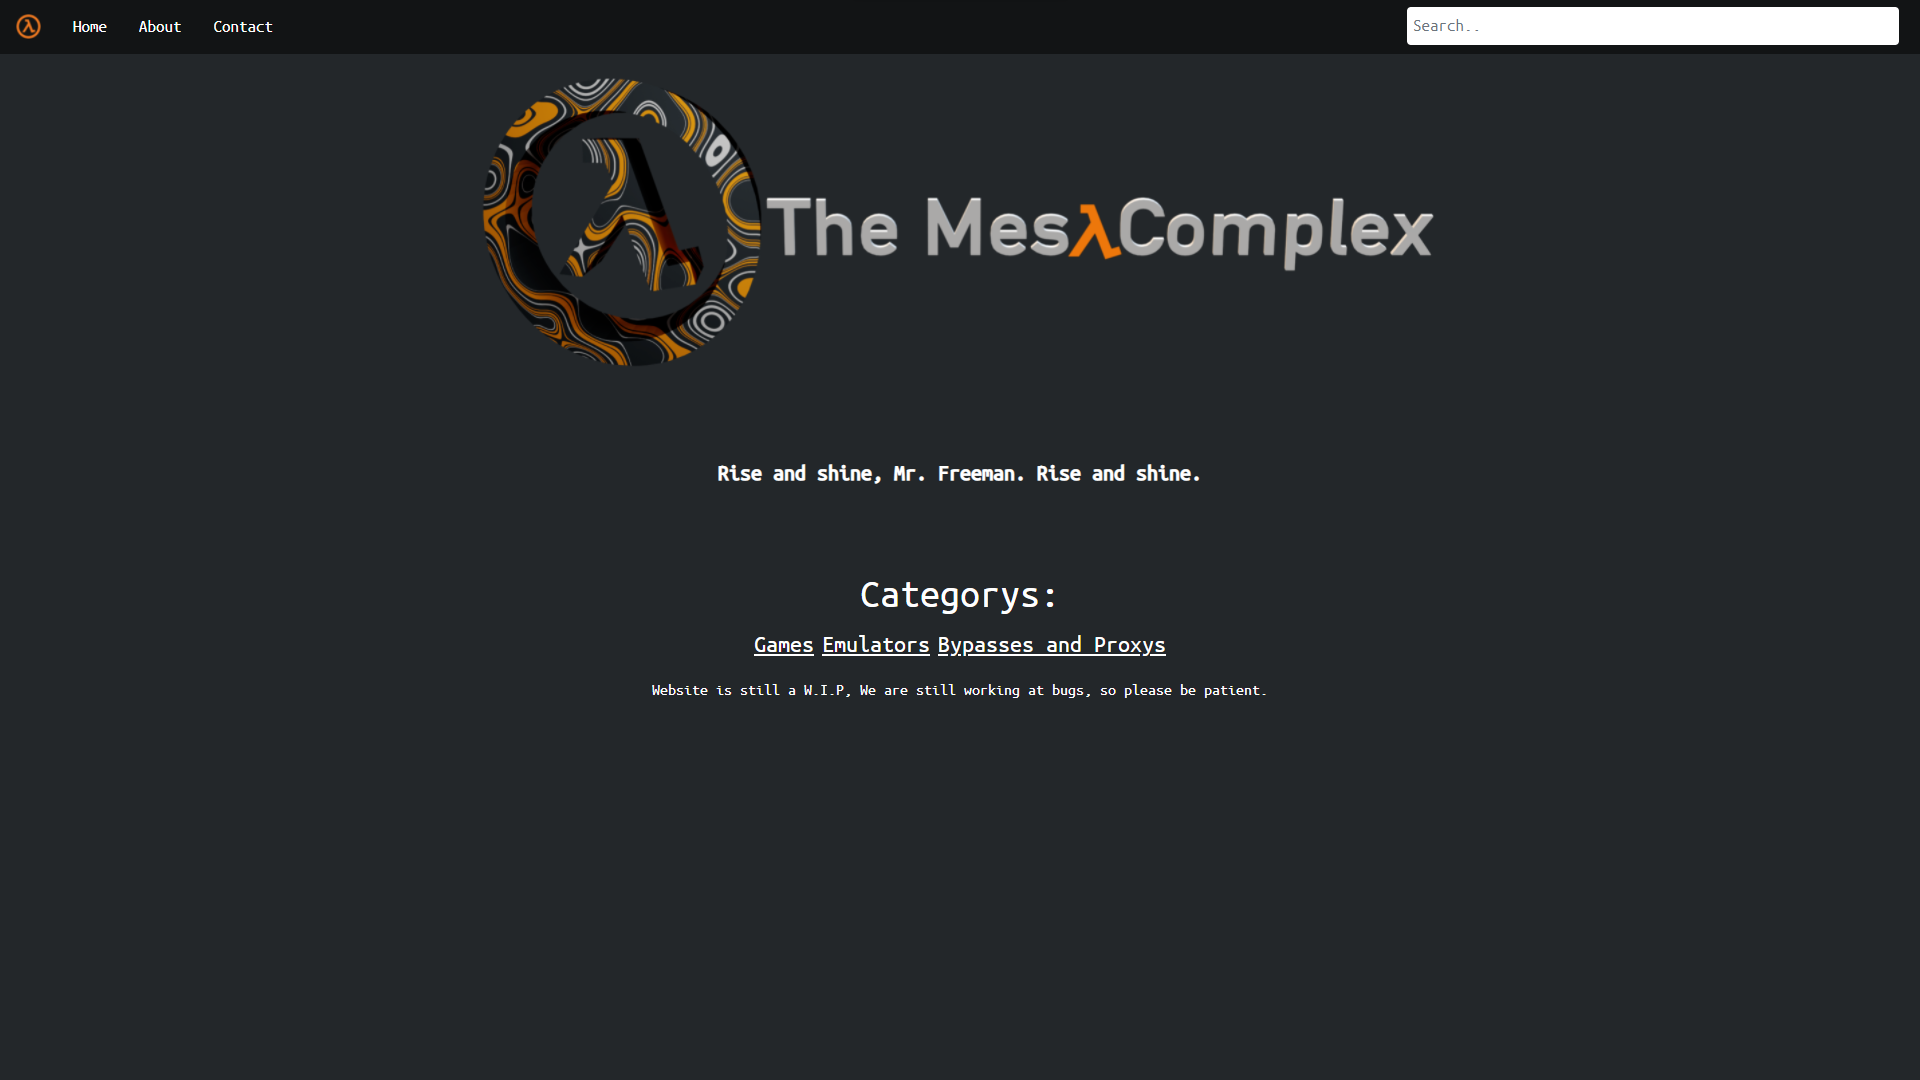 Home About Contact Search..
The MesλComplex
Rise and shine, Mr. Freeman. Rise and shine.
Categorys:
Games Emulators Bypasses and Proxys
Website is still a W.I.P, We are still working at bugs, so please be patient.